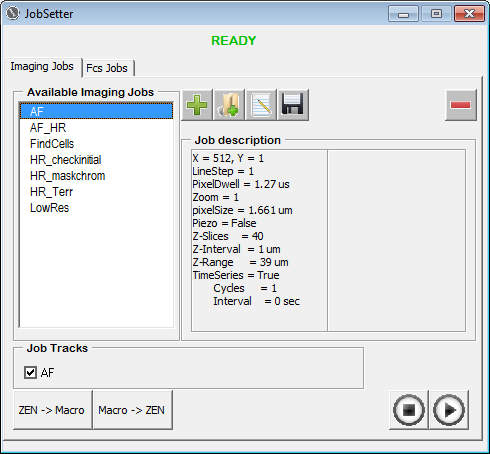 JobSetter
READY
Imaging Jobs
Fcs Jobs
Available Imaging Jobs
AF
AF_HR
FindCells
HR_checkinitial
HR_maskchrom
HR_Terr
LowRes
Job description
X = 512, Y = 1
LineStep = 1
PixelDwell = 1.27 us
Zoom = 1
pixelSize = 1.661 um
Piezo = False
Z-Slices = 40
Z-Interval = 1 um
Z-Range = 39 um
TimeSeries = True
Cycles = 1
Interval = 0 sec
Job Tracks
AF
ZEN -> Macro
Macro -> ZEN